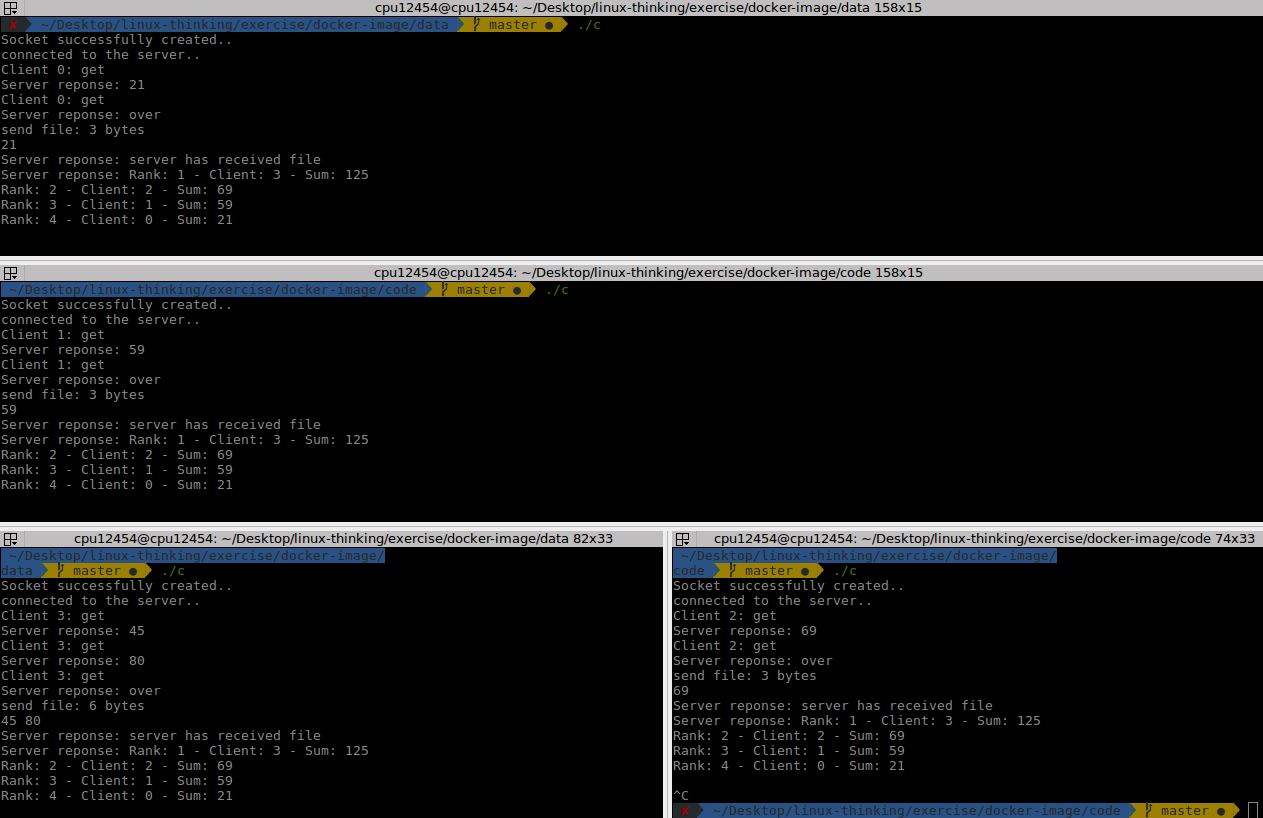 cpu12454@cpu12454: ~/Desktop/linux-thinking/exercise/docker-image/data 158x15
✗ ~/Desktop/linux-thinking/exercise/docker-image/data master ● ./c
Socket successfully created..
connected to the server..
Client 0: get
Server reponse: 21
Client 0: get
Server reponse: over
send file: 3 bytes
21
Server reponse: server has received file
Server reponse: Rank: 1 - Client: 3 - Sum: 125
Rank: 2 - Client: 2 - Sum: 69
Rank: 3 - Client: 1 - Sum: 59
Rank: 4 - Client: 0 - Sum: 21
cpu12454@cpu12454: ~/Desktop/linux-thinking/exercise/docker-image/code 158x15
~/Desktop/linux-thinking/exercise/docker-image/code master ● ./c
Socket successfully created..
connected to the server..
Client 1: get
Server reponse: 59
Client 1: get
Server reponse: over
send file: 3 bytes
59
Server reponse: server has received file
Server reponse: Rank: 1 - Client: 3 - Sum: 125
Rank: 2 - Client: 2 - Sum: 69
Rank: 3 - Client: 1 - Sum: 59
Rank: 4 - Client: 0 - Sum: 21
cpu12454@cpu12454: ~/Desktop/linux-thinking/exercise/docker-image/data 82x33
~/Desktop/linux-thinking/exercise/docker-image/
data master ● ./c
Socket successfully created..
connected to the server..
Client 3: get
Server reponse: 45
Client 3: get
Server reponse: 80
Client 3: get
Server reponse: over
send file: 6 bytes
45 80
Server reponse: server has received file
Server reponse: Rank: 1 - Client: 3 - Sum: 125
Rank: 2 - Client: 2 - Sum: 69
Rank: 3 - Client: 1 - Sum: 59
Rank: 4 - Client: 0 - Sum: 21
cpu12454@cpu12454: ~/Desktop/linux-thinking/exercise/docker-image/code 74x33
~/Desktop/linux-thinking/exercise/docker-image/
code master ● ./c
Socket successfully created..
connected to the server..
Client 2: get
Server reponse: 69
Client 2: get
Server reponse: over
send file: 3 bytes
69
Server reponse: server has received file
Server reponse: Rank: 1 - Client: 3 - Sum: 125
Rank: 2 - Client: 2 - Sum: 69
Rank: 3 - Client: 1 - Sum: 59
Rank: 4 - Client: 0 - Sum: 21
^C
✗ ~/Desktop/linux-thinking/exercise/docker-image/code master ●